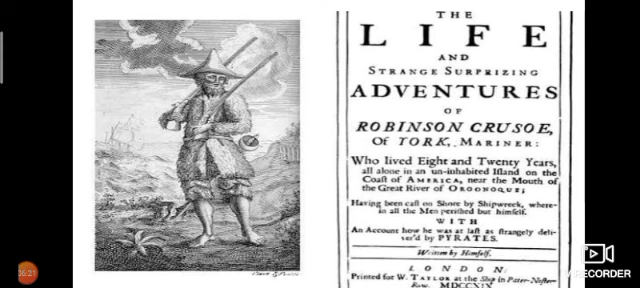 THE
LIFE
AND
STRANGE SURPRIZING
ADVENTURES
OF
ROBINSON CRUSOE,
Of YORK, MARINER:
Who lived Eight and Twenty Years,
all alone in an un-inhabited Iſland on the
Coaſt of AMERICA, near the Mouth of
the Great River of OROONOQUE;
Having been caſt on Shore by Shipwreck, where-
in all the Men periſhed but himſelf.
WITH
An Account how he was at laſt as ſtrangely deli-
ver'd by PYRATES.
Written by Himſelf.
LONDON:
Printed for W. TAYLOR at the Ship in Pater-Noſter-
Row. MDCCXIX
06:21
RECORDER